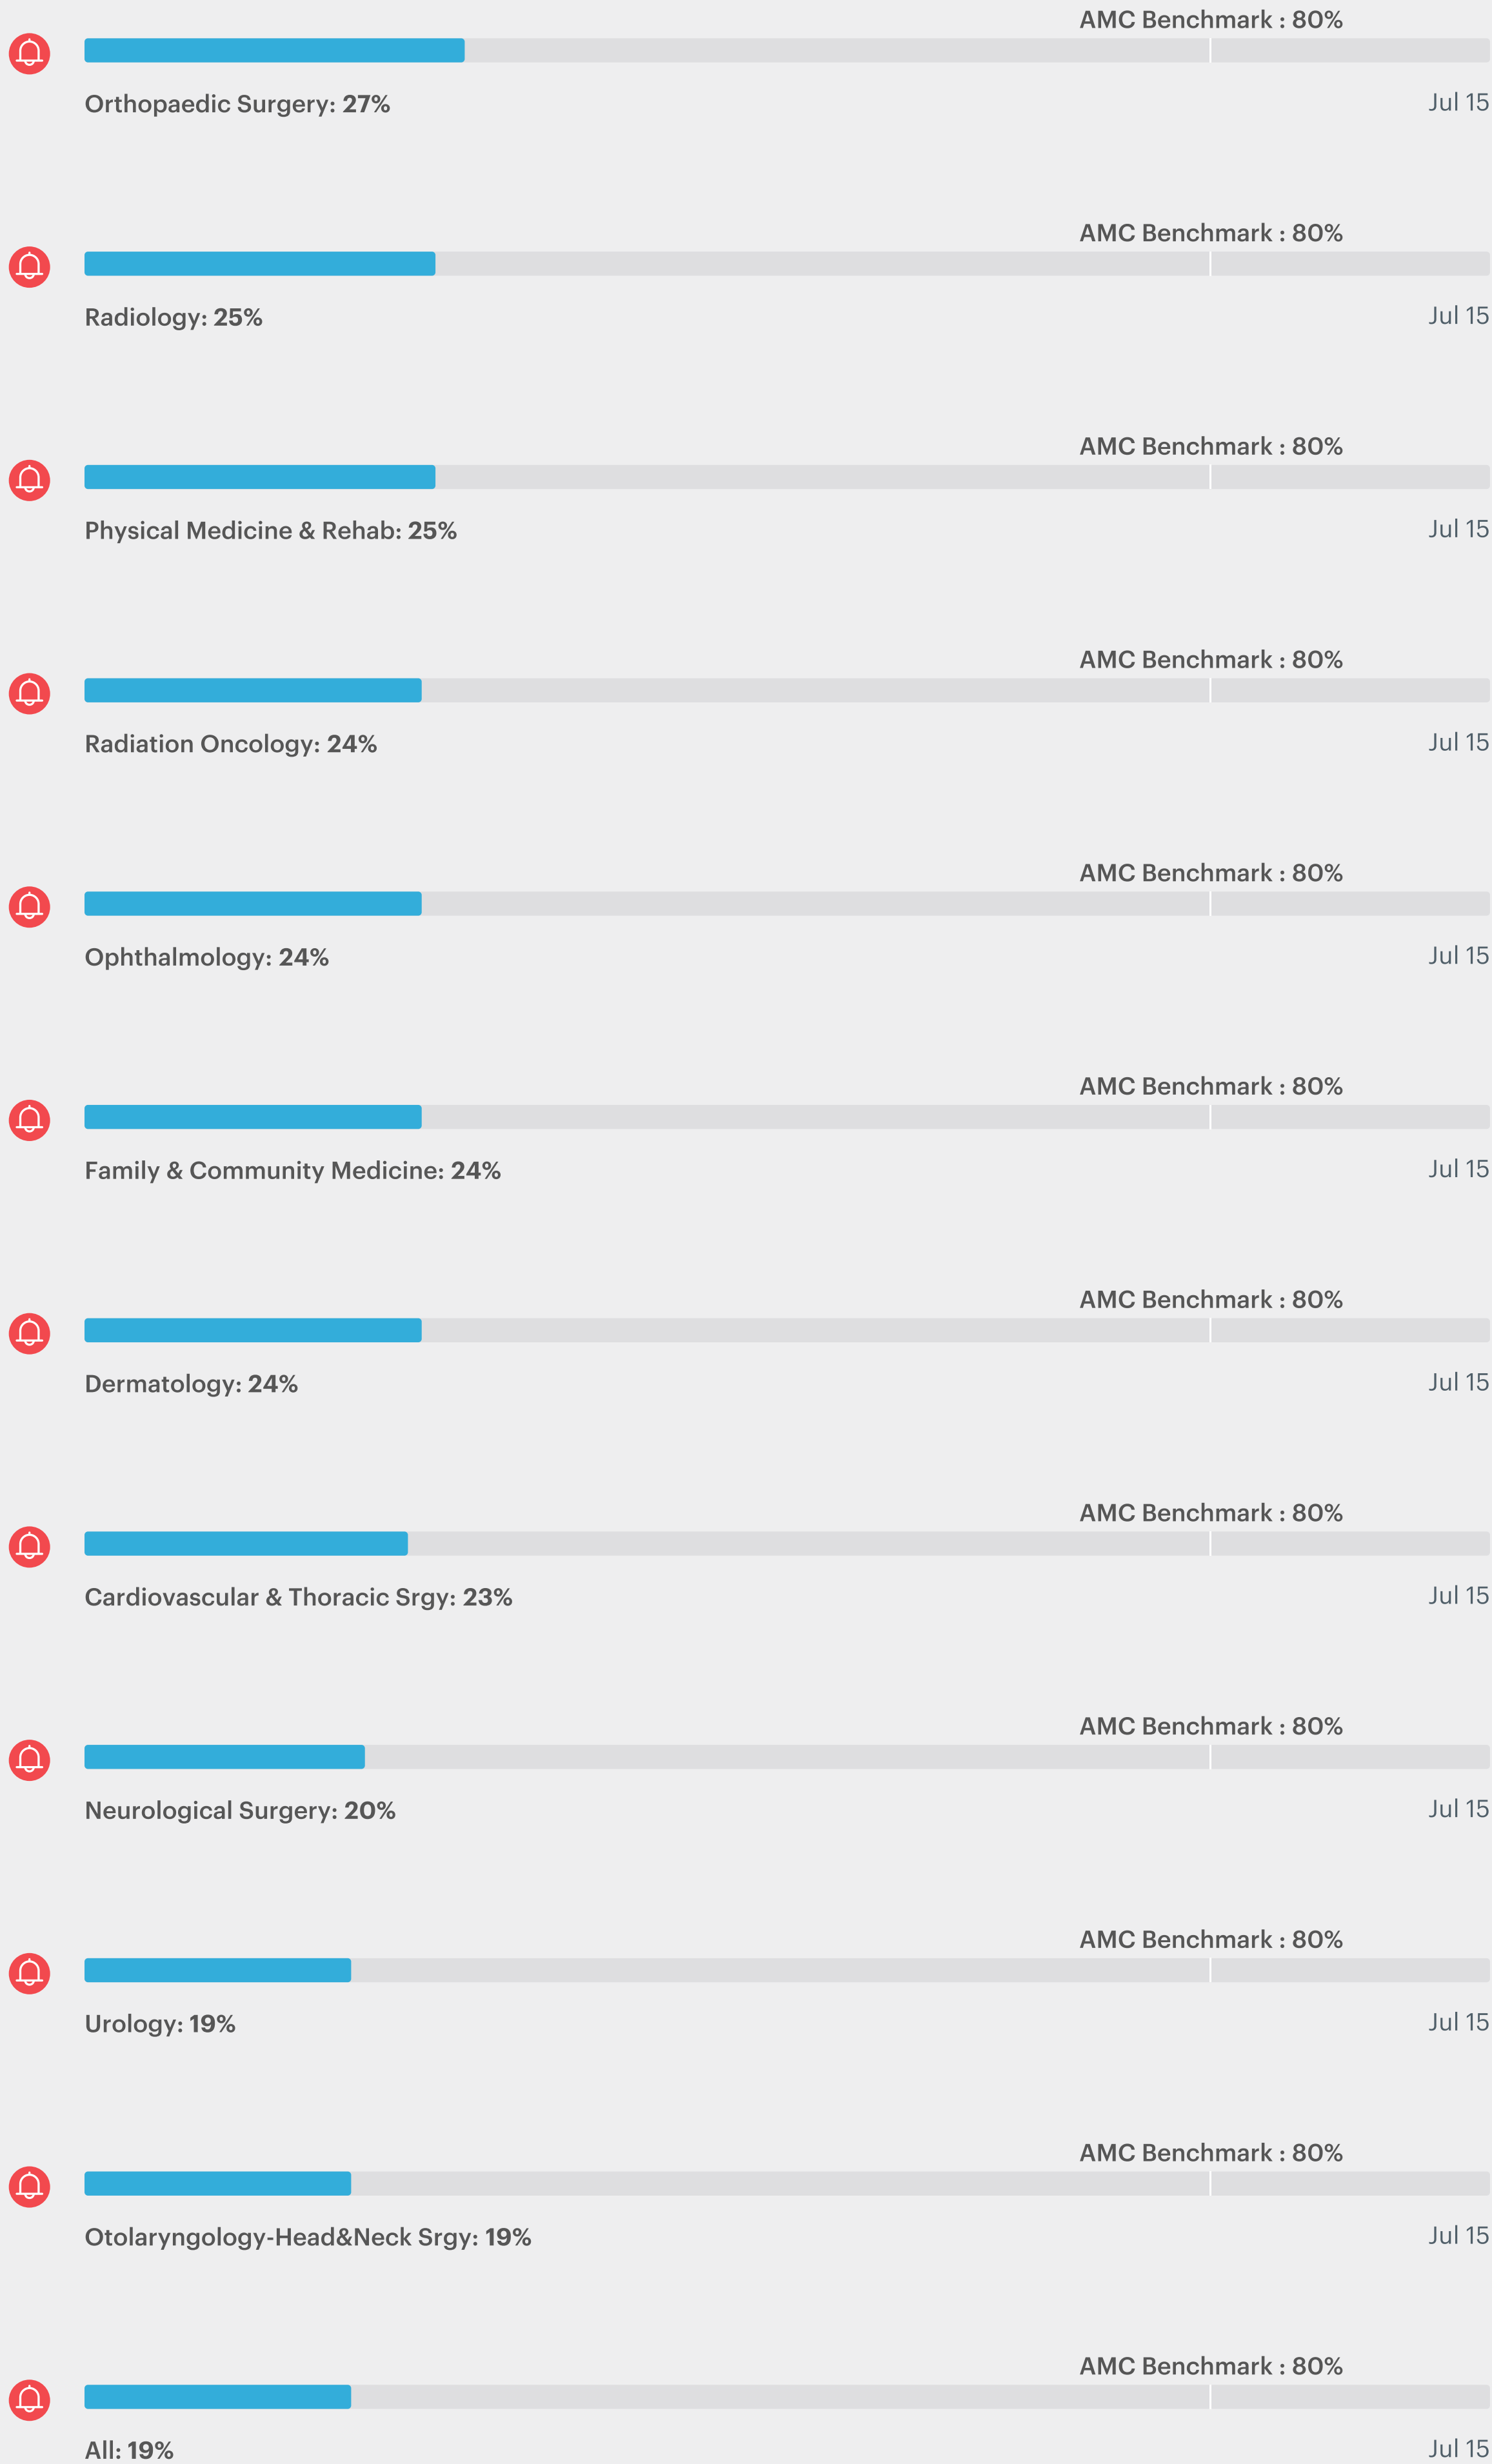 AMC Benchmark : 80%
Orthopaedic Surgery: 27%
Jul 15
AMC Benchmark : 80%
Radiology: 25%
Jul 15
AMC Benchmark : 80%
Physical Medicine & Rehab: 25%
Jul 15
AMC Benchmark : 80%
Radiation Oncology: 24%
Jul 15
AMC Benchmark : 80%
Ophthalmology: 24%
Jul 15
AMC Benchmark : 80%
Family & Community Medicine: 24%
Jul 15
AMC Benchmark : 80%
Dermatology: 24%
Jul 15
AMC Benchmark : 80%
Cardiovascular & Thoracic Srgy: 23%
Jul 15
AMC Benchmark : 80%
Neurological Surgery: 20%
Jul 15
AMC Benchmark : 80%
Urology: 19%
Jul 15
AMC Benchmark : 80%
Otolaryngology-Head&Neck Srgy: 19%
Jul 15
AMC Benchmark : 80%
All: 19%
Jul 15